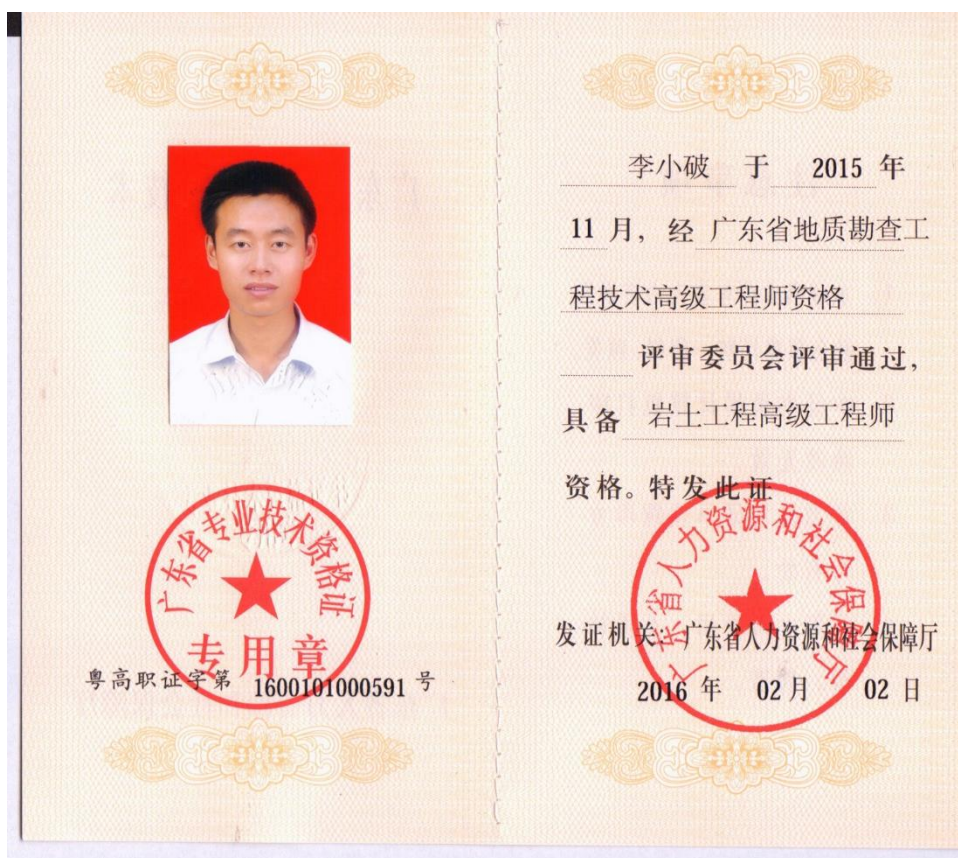 广东省专业技术资格证
专用章
粤高职证字第 1600101000591 号
李小破 于 2015 年
11 月，经 广东省地质勘查工
程技术高级工程师资格
评审委员会评审通过，
具备 岩土工程高级工程师
资格。特发此证
广东省人力资源和社会保障厅
发证机关：广东省人力资源和社会保障厅
2016 年 02 月 02 日